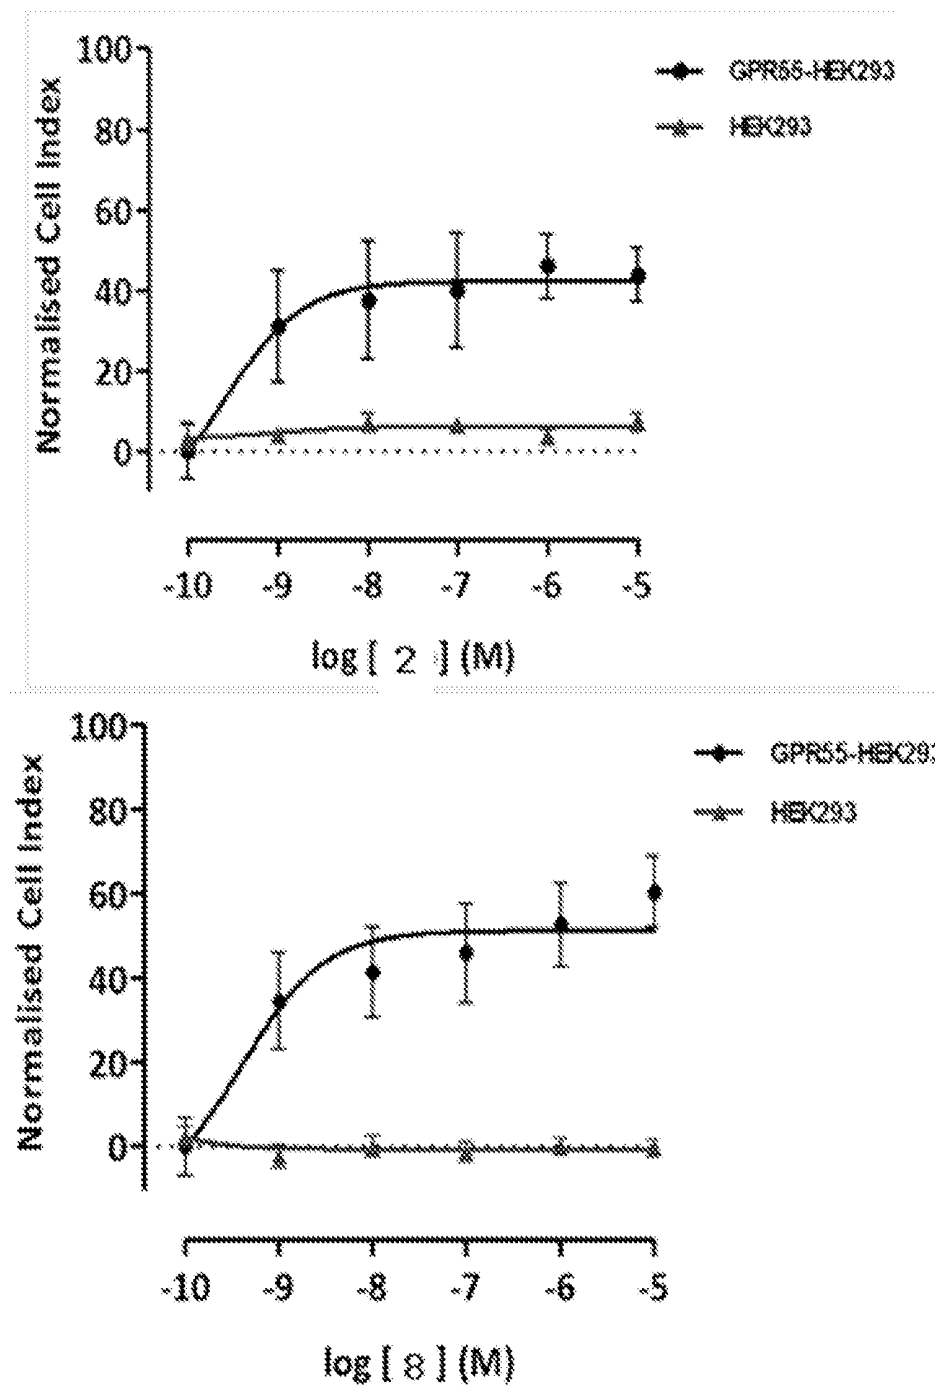 Normalised Cell Index
100
80
60
40
20
0
GPR55-HEK293
HEK293
-10 -9 -8 -7 -6 -5
log [ 2 ] (M)
Normalised Cell Index
100
80
60
40
20
0
GPR55-HEK293
HEK293
-10 -9 -8 -7 -6 -5
log [ 8 ] (M)